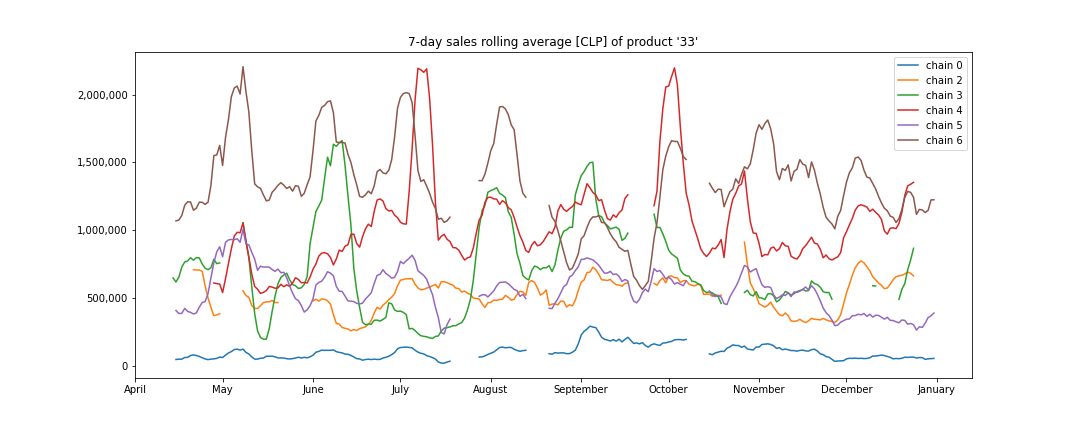 7-day sales rolling average [CLP] of product '33'
2,000,000
1,500,000
1,000,000
500,000
0
April May June July August September October November December January
chain 0
chain 2
chain 3
chain 4
chain 5
chain 6